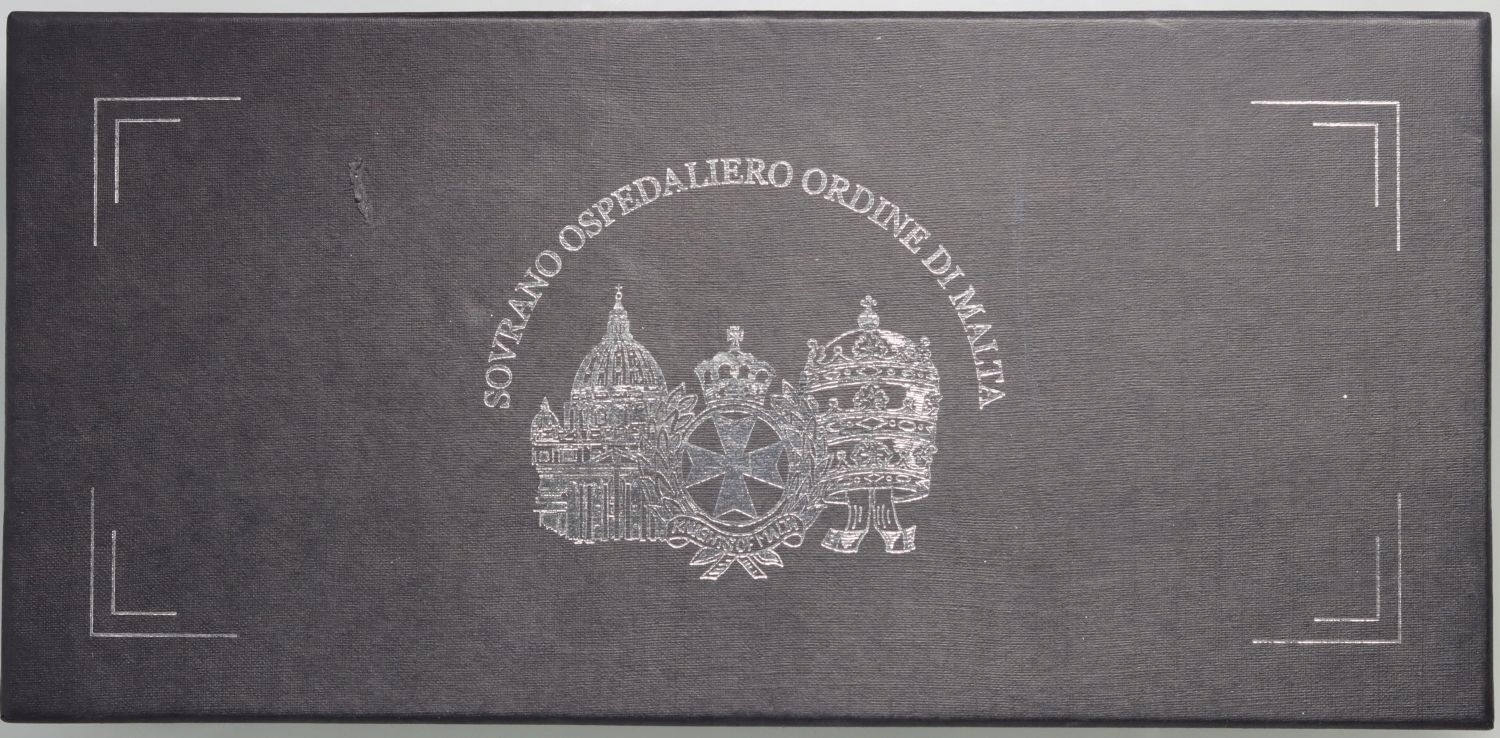 SOVRANO OSPEDALIERO ORDINE DI MALTA
KNIGHTS OF MALTA